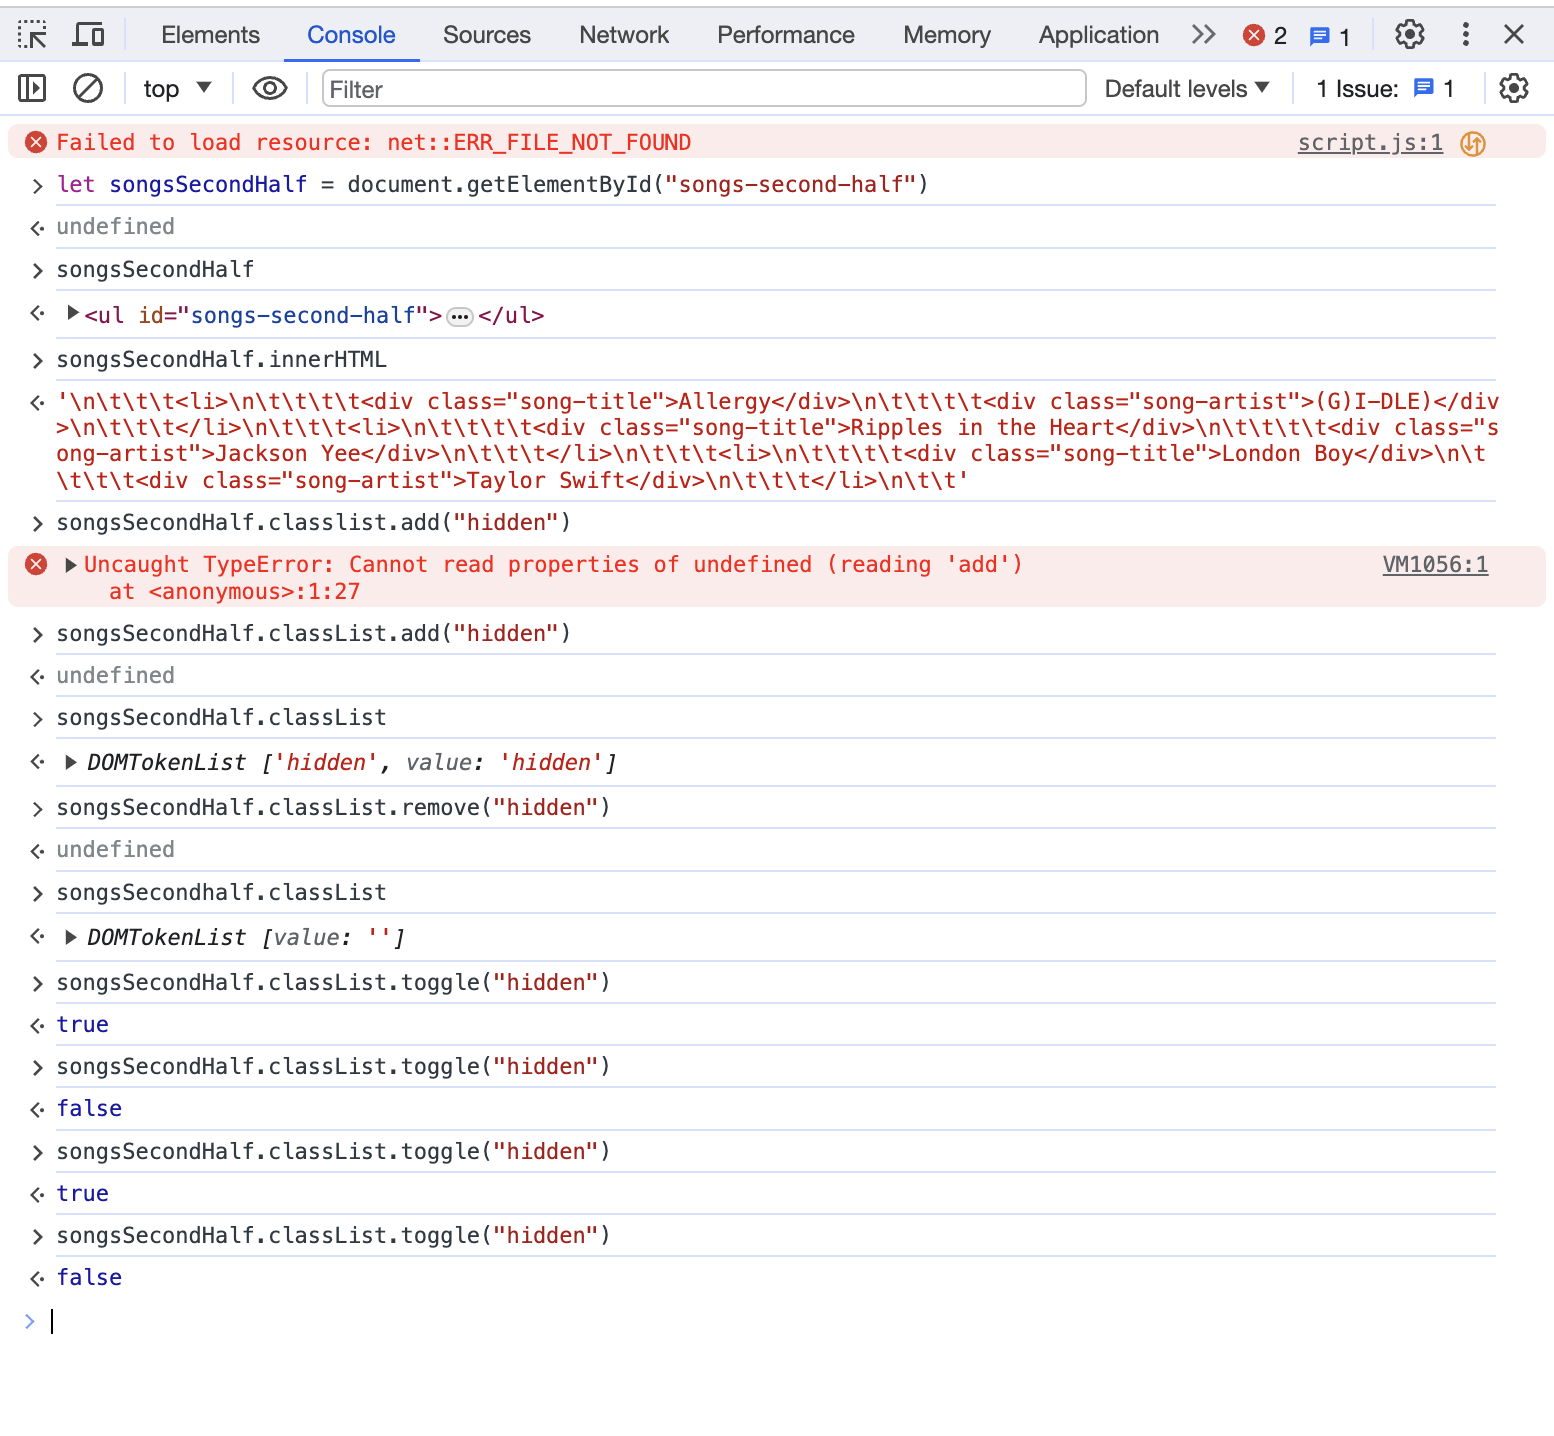 Elements Console Sources Network Performance Memory Application 2 1
top Filter Default levels 1 Issue: 1
Failed to load resource: net::ERR_FILE_NOT_FOUND script.js:1
let songsSecondHalf = document.getElementById("songs-second-half")
undefined
songsSecondHalf
<ul id="songs-second-half">…</ul>
songsSecondHalf.innerHTML
'\n\t\t\t<li>\n\t\t\t\t<div class="song-title">Allergy</div>\n\t\t\t\t<div class="song-artist">(G)I-DLE)</div
>\n\t\t\t</li>\n\t\t\t<li>\n\t\t\t\t<div class="song-title">Ripples in the Heart</div>\n\t\t\t\t<div class="s
ong-artist">Jackson Yee</div>\n\t\t\t</li>\n\t\t\t<li>\n\t\t\t\t<div class="song-title">London Boy</div>\n\t
\t\t\t<div class="song-artist">Taylor Swift</div>\n\t\t\t</li>\n\t\t'
songsSecondHalf.classlist.add("hidden")
Uncaught TypeError: Cannot read properties of undefined (reading 'add') VM1056:1
at <anonymous>:1:27
songsSecondHalf.classList.add("hidden")
undefined
songsSecondHalf.classList
DOMTokenList ['hidden', value: 'hidden']
songsSecondHalf.classList.remove("hidden")
undefined
songsSecondhalf.classList
DOMTokenList [value: '']
songsSecondHalf.classList.toggle("hidden")
true
songsSecondHalf.classList.toggle("hidden")
false
songsSecondHalf.classList.toggle("hidden")
true
songsSecondHalf.classList.toggle("hidden")
false